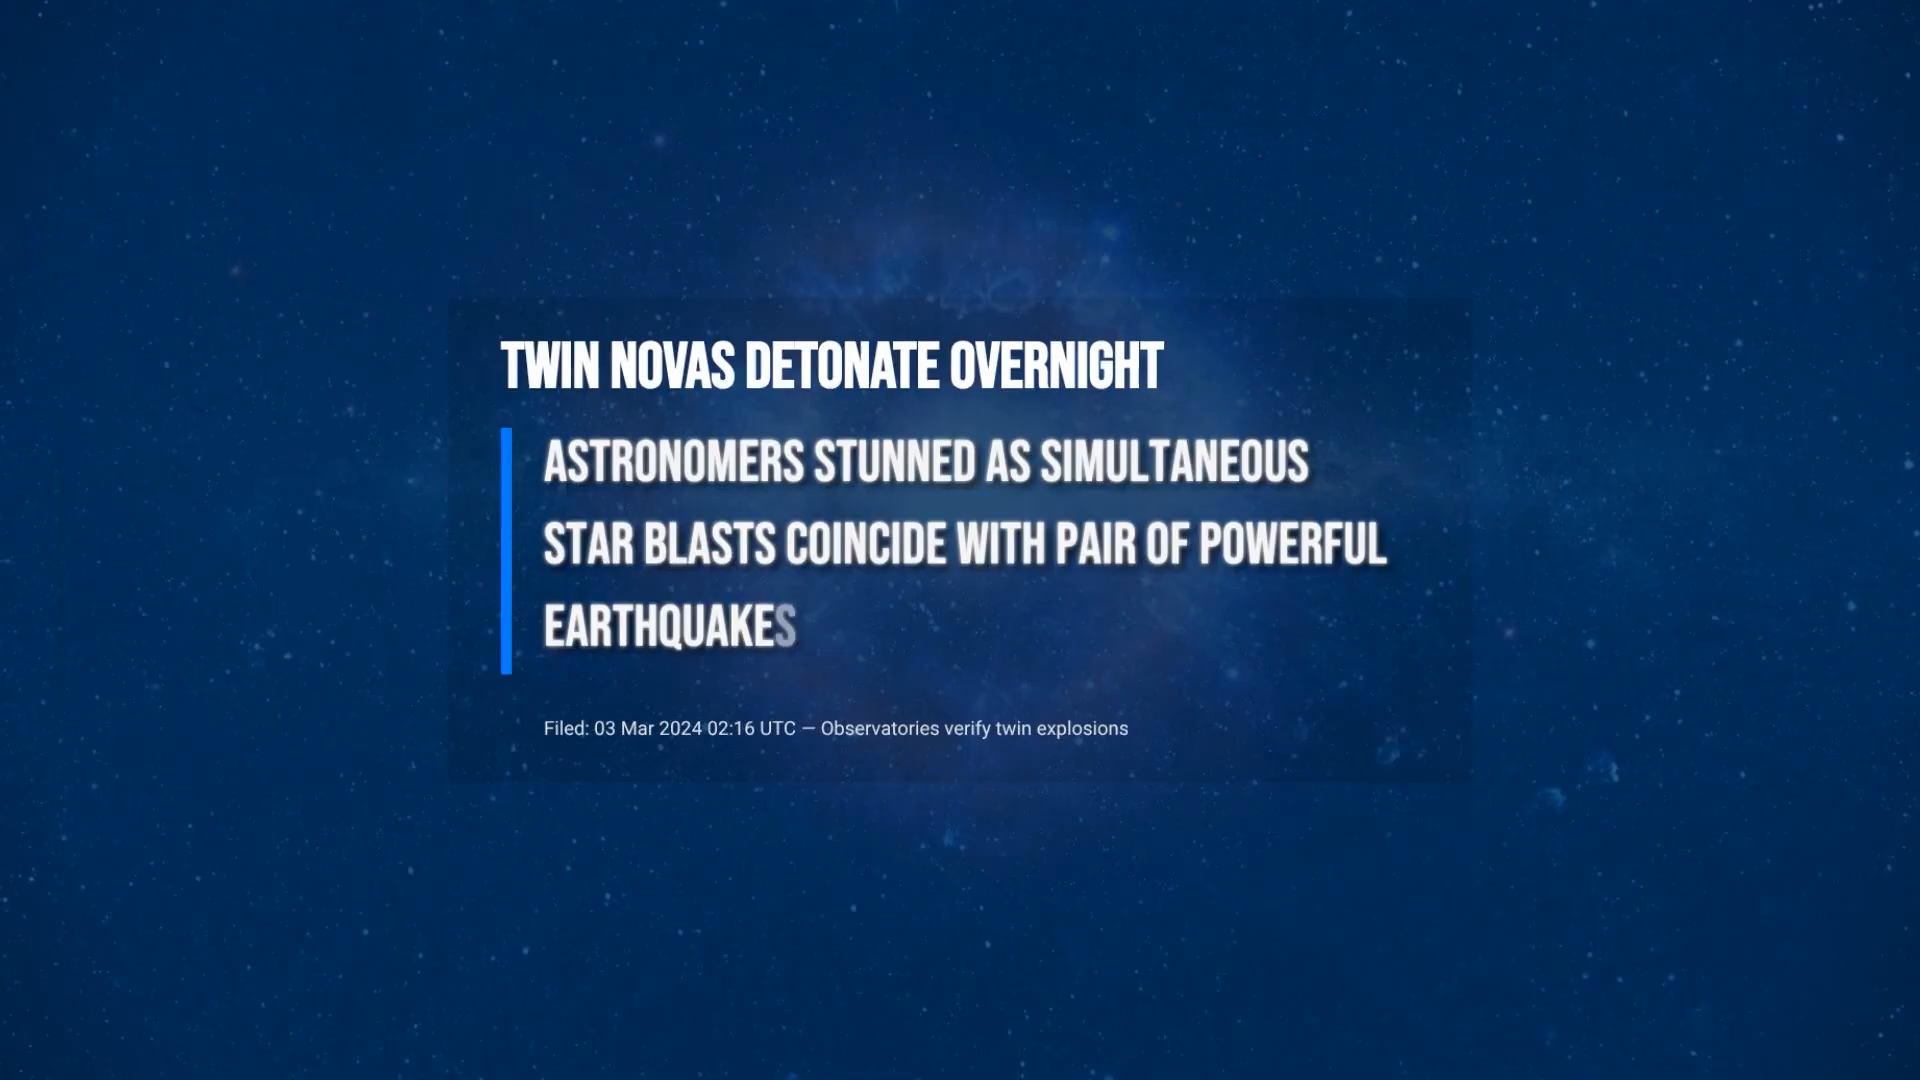 TWIN NOVAS DETONATE OVERNIGHT
ASTRONOMERS STUNNED AS SIMULTANEOUS
STAR BLASTS COINCIDE WITH PAIR OF POWERFUL
EARTHQUAKES
Filed: 03 Mar 2024 02:16 UTC — Observatories verify twin explosions